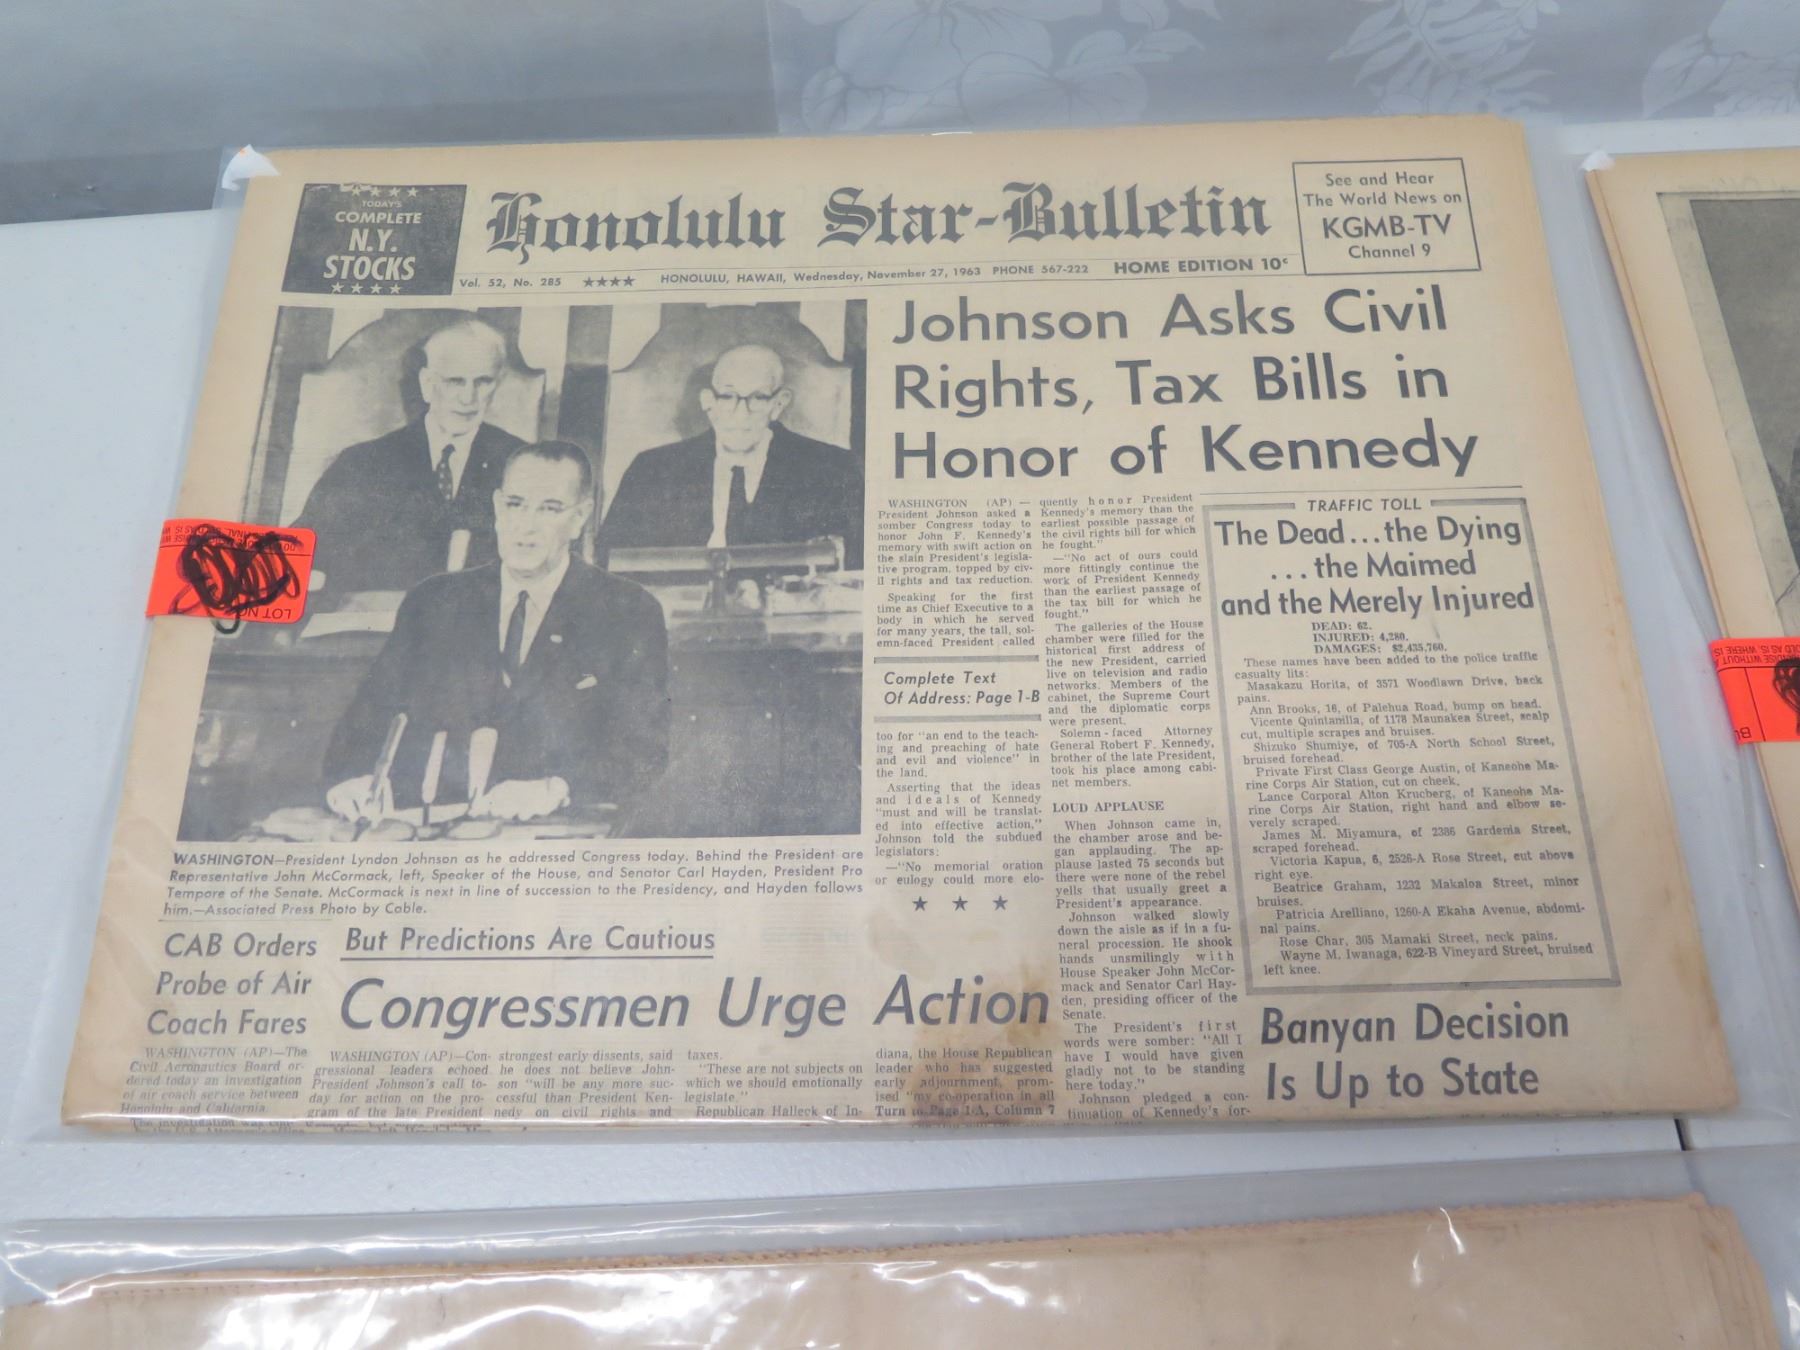 TODAY'S
COMPLETE
N.Y.
STOCKS
Honolulu Star-Bulletin
See and Hear
The World News on
KGMB-TV
Channel 9
Vol. 52, No. 285 ★★★★ HONOLULU, HAWAII, Wednesday, November 27, 1963 PHONE 567-222 HOME EDITION 10¢
Johnson Asks Civil
Rights, Tax Bills in
Honor of Kennedy
WASHINGTON (AP) —
President Johnson asked a
somber Congress today to
honor John F. Kennedy's
memory with swift action on
the slain President's legisla-
tive program, topped by civ-
il rights and tax reduction.
Speaking for the first
time as Chief Executive to a
body in which he served
for many years, the tall, sol-
emn-faced President called
Complete Text
Of Address: Page 1-B
too for "an end to the teach-
ing and preaching of hate
and evil and violence" in
the land.
Asserting that the ideas
and ideals of Kennedy
"must and will be translat-
ed into effective action,"
Johnson told the subdued
legislators:
—"No memorial oration
or eulogy could more elo-
quently honor President
Kennedy's memory than the
earliest possible passage of
the civil rights bill for which
he fought."
—"No act of ours could
more fittingly continue the
work of President Kennedy
than the earliest passage of
the tax bill for which he
fought."
The galleries of the House
chamber were filled for the
historical first address of
the new President, carried
live on television and radio
networks. Members of the
cabinet, the Supreme Court
and the diplomatic corps
were present.
Solemn-faced Attorney
General Robert F. Kennedy,
brother of the late President,
took his place among cabi-
net members.
LOUD APPLAUSE
When Johnson came in,
the chamber arose and be-
gan applauding. The ap-
plause lasted 75 seconds but
there were none of the rebel
yells that usually greet a
President's appearance.
Johnson walked slowly
down the aisle as if in a fu-
neral procession. He shook
hands unsmilingly with
House Speaker John McCor-
mack and Senator Carl Hay-
den, presiding officer of the
Senate.
The President's first
words were somber: "All I
have I would have given
gladly not to be standing
here today."
Johnson pledged a con-
tinuation of Kennedy's for-
TRAFFIC TOLL
The Dead...the Dying
...the Maimed
and the Merely Injured
DEAD: 62.
INJURED: 4,280.
DAMAGES: $2,435,760.
These names have been added to the police traffic
casualty lits:
Masakazu Horita, of 3571 Woodlawn Drive, back
pains.
Ann Brooks, 16, of Palehua Road, bump on head.
Vicente Quintanilla, of 1178 Maunakea Street, scalp
cut, multiple scrapes and bruises.
Shizuko Shumiye, of 705-A North School Street,
bruised forehead.
Private First Class George Austin, of Kaneohe Ma-
rine Corps Air Station, cut on cheek.
Lance Corporal Alton Krucberg, of Kaneohe Ma-
rine Corps Air Station, right hand and elbow se-
verely scraped.
James M. Miyamura, of 2386 Gardenia Street,
scraped forehead.
Victoria Kapua, 6, 2526-A Rose Street, cut above
right eye.
Beatrice Graham, 1232 Makaloa Street, minor
bruises.
Patricia Arelliano, 1260-A Ekaha Avenue, abdomi-
nal pains.
Rose Char, 305 Mamaki Street, neck pains.
Wayne M. Iwanaga, 622-B Vineyard Street, bruised
left knee.
Banyan Decision
Is Up to State
WASHINGTON—President Lyndon Johnson as he addressed Congress today. Behind the President are
Representative John McCormack, left, Speaker of the House, and Senator Carl Hayden, President Pro
Tempore of the Senate. McCormack is next in line of succession to the Presidency, and Hayden follows
him.—Associated Press Photo by Cable.
CAB Orders
Probe of Air
Coach Fares
WASHINGTON (AP)—The
Civil Aeronautics Board or-
dered today an investigation
of air coach service between
Honolulu and California.
The investigation was
But Predictions Are Cautious
Congressmen Urge Action
WASHINGTON (AP)—Con-
gressional leaders echoed
President Johnson's call to-
day for action on the pro-
gram of the late President
strongest early dissents, said
he does not believe John-
son "will be any more suc-
cessful than President Ken-
nedy on civil rights and
taxes.
"These are not subjects on
which we should emotionally
legislate."
Republican Halleck of In-
diana, the House Republican
leader who has suggested
early adjournment, prom-
ised "my co-operation in all
Turn to Page 1-A, Column 7
LOT NO